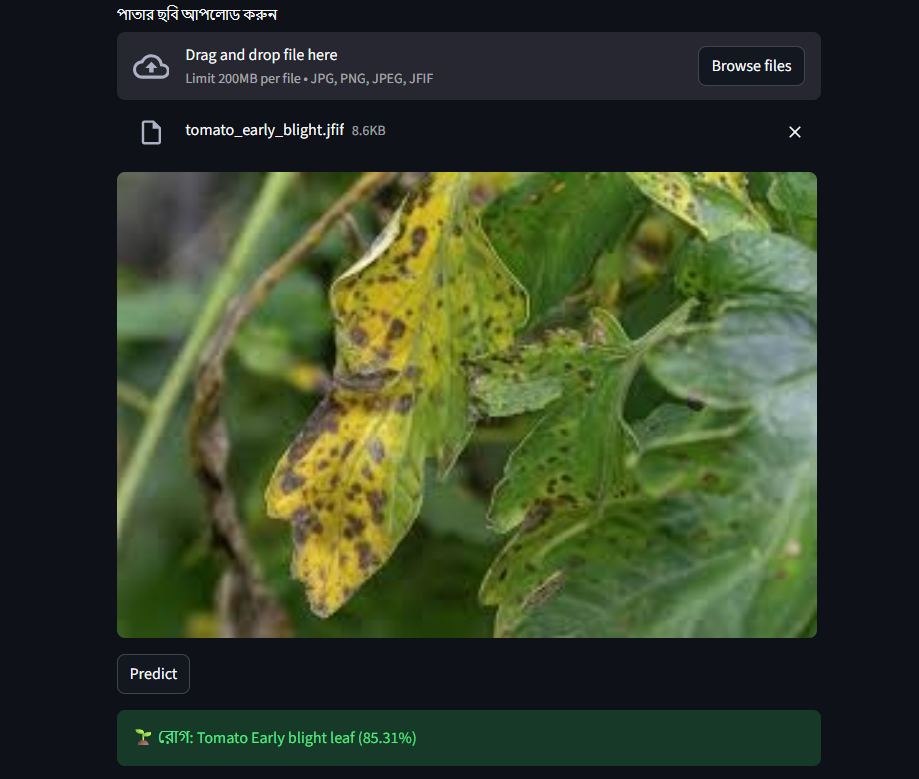 পাতার ছবি আপলোড করুন
Drag and drop file here
Limit 200MB per file • JPG, PNG, JPEG, JFIF
Browse files
tomato_early_blight.jfif 8.6KB
Predict
রোগ: Tomato Early blight leaf (85.31%)